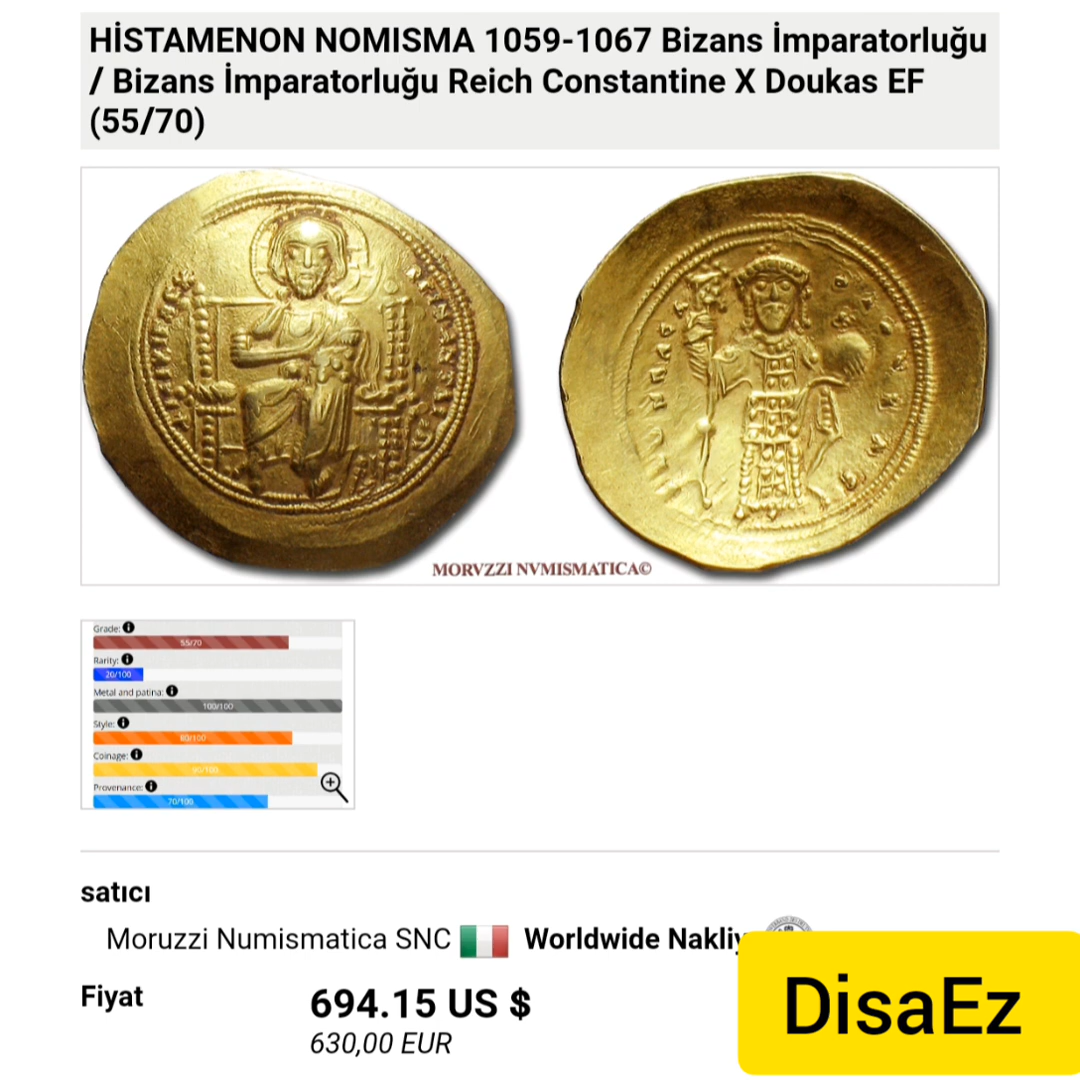 HİSTAMENON NOMISMA 1059-1067 Bizans İmparatorluğu
/ Bizans İmparatorluğu Reich Constantine X Doukas EF
(55/70)
MORVZZI NVMISMATICA©
Grade:
55/70
Rarity:
20/100
Metal and patina:
100/100
Style:
80/100
Coinage:
90/100
Provenance:
70/100
satıcı
Moruzzi Numismatica SNC Worldwide Nakliy
Fiyat
694.15 US $
630,00 EUR
DisaEz